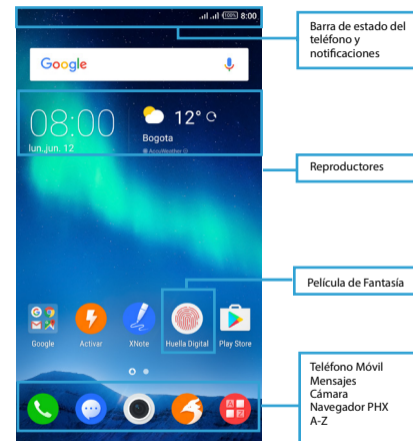 100% 8:00
Barra de estado del
teléfono y
notificaciones
Google
08:00
lun.,jun. 12
12°
Bogota
AccuWeather
Reproductores
Película de Fantasía
Google
Activar
XNote
Huella Digital
Play Store
Teléfono Móvil
Mensajes
Cámara
Navegador PHX
A-Z